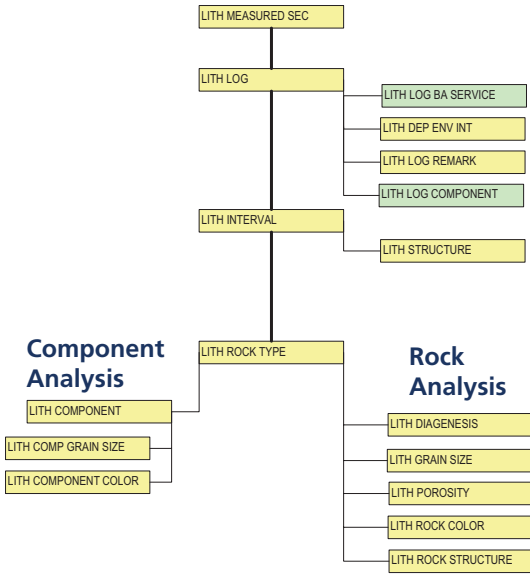 LITH MEASURED SEC
LITH LOG
LITH LOG BA SERVICE
LITH DEP ENV INT
LITH LOG REMARK
LITH LOG COMPONENT
LITH INTERVAL
LITH STRUCTURE
LITH ROCK TYPE
Component
Analysis
LITH COMPONENT
LITH COMP GRAIN SIZE
LITH COMPONENT COLOR
Rock
Analysis
LITH DIAGENESIS
LITH GRAIN SIZE
LITH POROSITY
LITH ROCK COLOR
LITH ROCK STRUCTURE